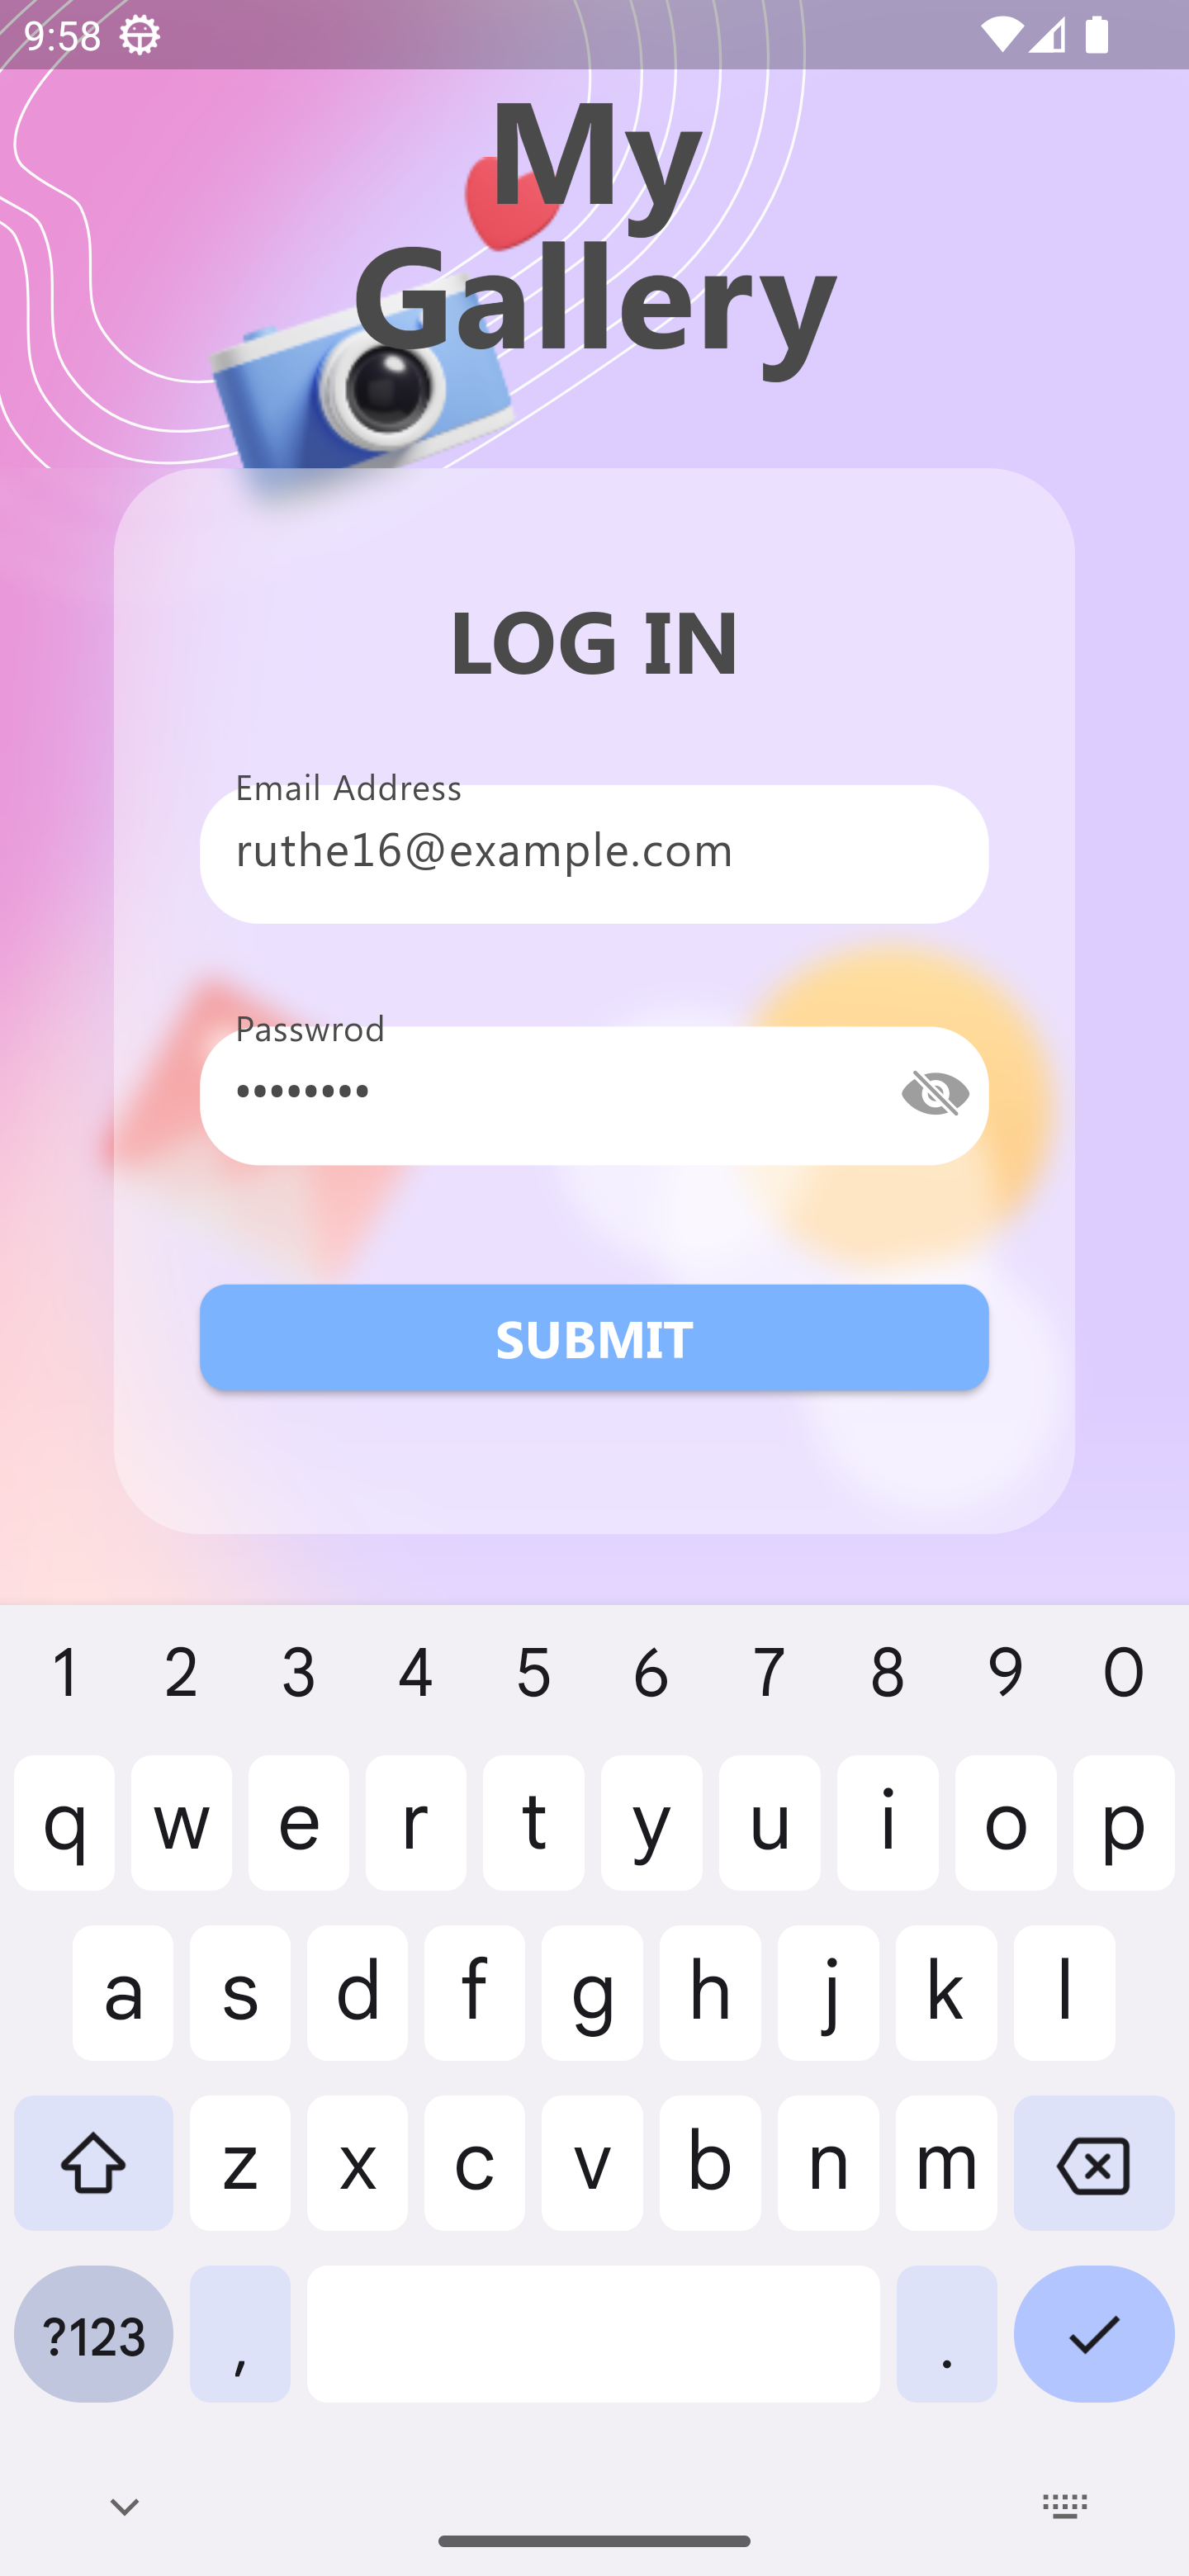 9:58
My
Gallery
LOG IN
Email Address
ruthe16@example.com
Passwrod
••••••••
SUBMIT
1 2 3 4 5 6 7 8 9 0
q w e r t y u i o p
a s d f g h j k l
z x c v b n m
?123 , .